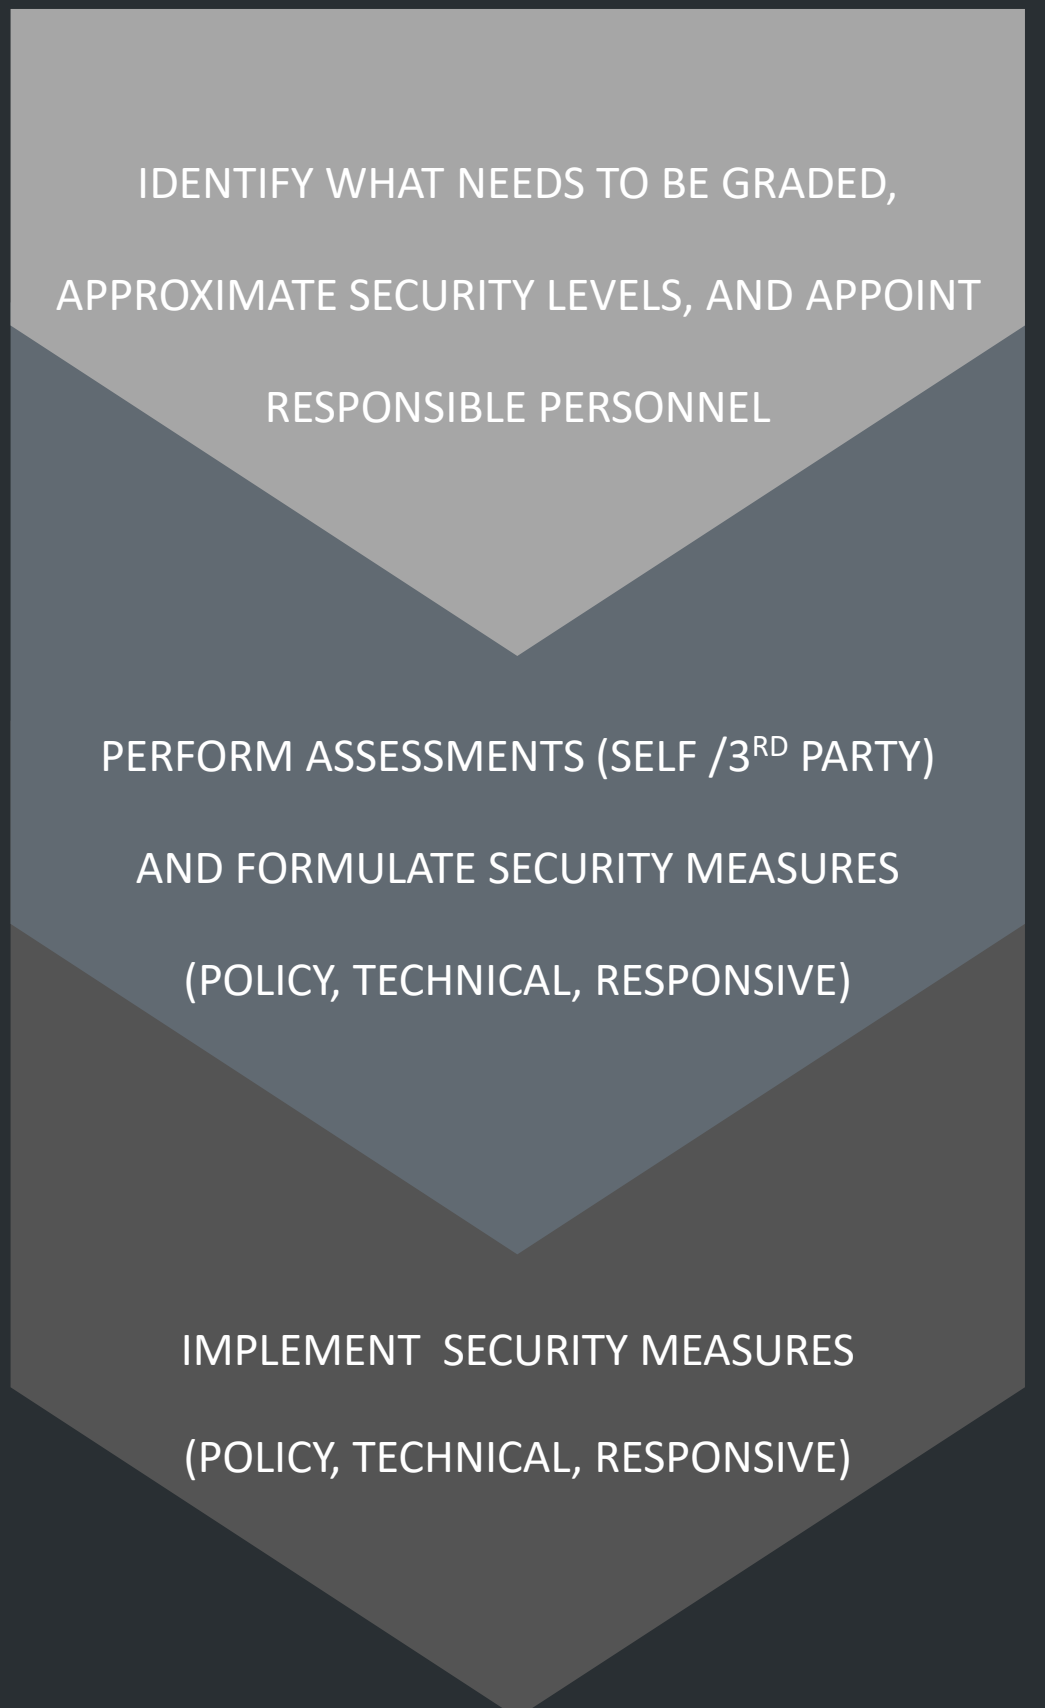 IDENTIFY WHAT NEEDS TO BE GRADED,
APPROXIMATE SECURITY LEVELS, AND APPOINT
RESPONSIBLE PERSONNEL
PERFORM ASSESSMENTS (SELF /3RD PARTY)
AND FORMULATE SECURITY MEASURES
(POLICY, TECHNICAL, RESPONSIVE)
IMPLEMENT  SECURITY MEASURES
(POLICY, TECHNICAL, RESPONSIVE)